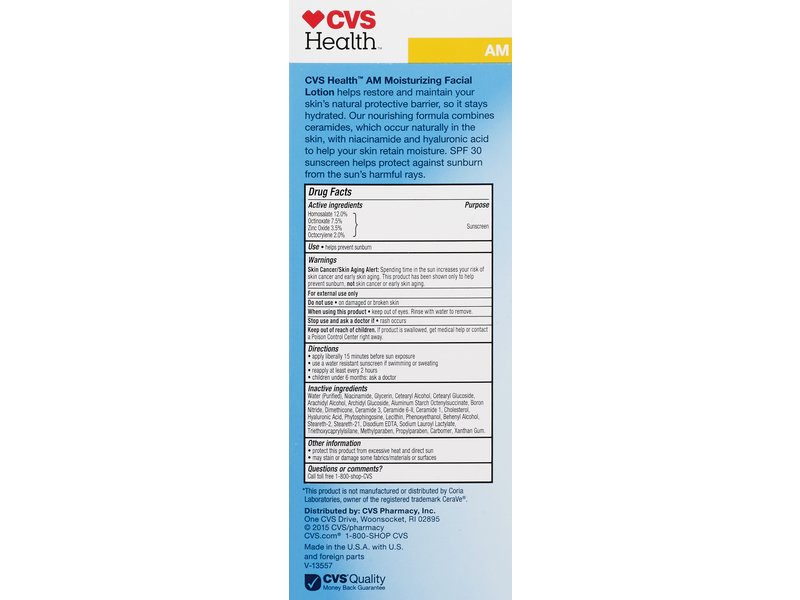 CVS
Health™
AM
CVS Health™ AM Moisturizing Facial
Lotion helps restore and maintain your
skin's natural protective barrier, so it stays
hydrated. Our nourishing formula combines
ceramides, which occur naturally in the
skin, with niacinamide and hyaluronic acid
to help your skin retain moisture. SPF 30
sunscreen helps protect against sunburn
from the sun's harmful rays.
Drug Facts
Active ingredients Purpose
Homosalate 12.0%
Octinoxate 7.5%
Zinc Oxide 3.5%
Octocrylene 2.0%
Sunscreen
Use • helps prevent sunburn
Warnings
Skin Cancer/Skin Aging Alert: Spending time in the sun increases your risk of
skin cancer and early skin aging. This product has been shown only to help
prevent sunburn, not skin cancer or early skin aging.
For external use only
Do not use • on damaged or broken skin
When using this product • keep out of eyes. Rinse with water to remove.
Stop use and ask a doctor if • rash occurs
Keep out of reach of children. If product is swallowed, get medical help or contact
a Poison Control Center right away.
Directions
• apply liberally 15 minutes before sun exposure
• use a water resistant sunscreen if swimming or sweating
• reapply at least every 2 hours
• children under 6 months: ask a doctor
Inactive ingredients
Water (Purified), Niacinamide, Glycerin, Cetearyl Alcohol, Cetearyl Glucoside,
Arachidyl Alcohol, Archidyl Glucoside, Aluminum Starch Octenylsuccinate, Boron
Nitride, Dimethicone, Ceramide 3, Ceramide 6-II, Ceramide 1, Cholesterol,
Hyaluronic Acid, Phytosphingosine, Lecithin, Phenoxyethanol, Behenyl Alcohol,
Steareth-2, Steareth-21, Disodium EDTA, Sodium Lauroyl Lactylate,
Triethoxycaprylylsilane, Methylparaben, Propylparaben, Carbomer, Xanthan Gum.
Other information
• protect this product from excessive heat and direct sun
• may stain or damage some fabrics/materials or surfaces
Questions or comments?
Call toll free 1-800-shop-CVS
*This product is not manufactured or distributed by Coria
Laboratories, owner of the registered trademark CeraVe®.
Distributed by: CVS Pharmacy, Inc.
One CVS Drive, Woonsocket, RI 02895
© 2015 CVS/pharmacy
CVS.com® 1-800-SHOP CVS
Made in the U.S.A. with U.S.
and foreign parts
V-13557
CVS® Quality
Money Back Guarantee